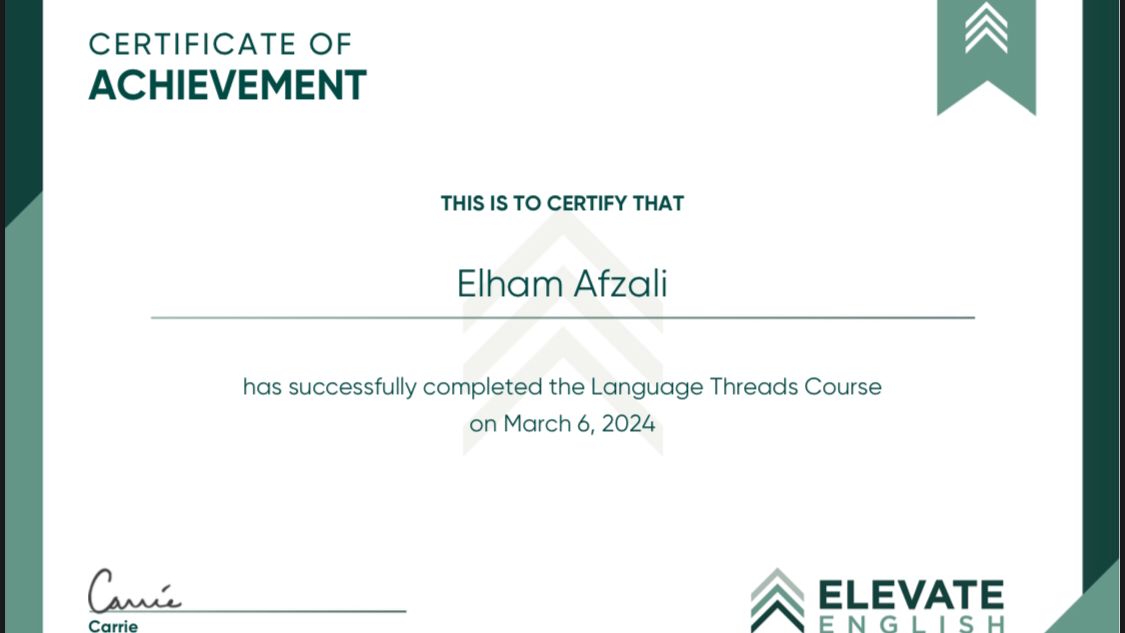 CERTIFICATE OF
ACHIEVEMENT
THIS IS TO CERTIFY THAT
Elham Afzali
has successfully completed the Language Threads Course
on March 6, 2024
Carrie
Carrie
ELEVATE
ENGLISH